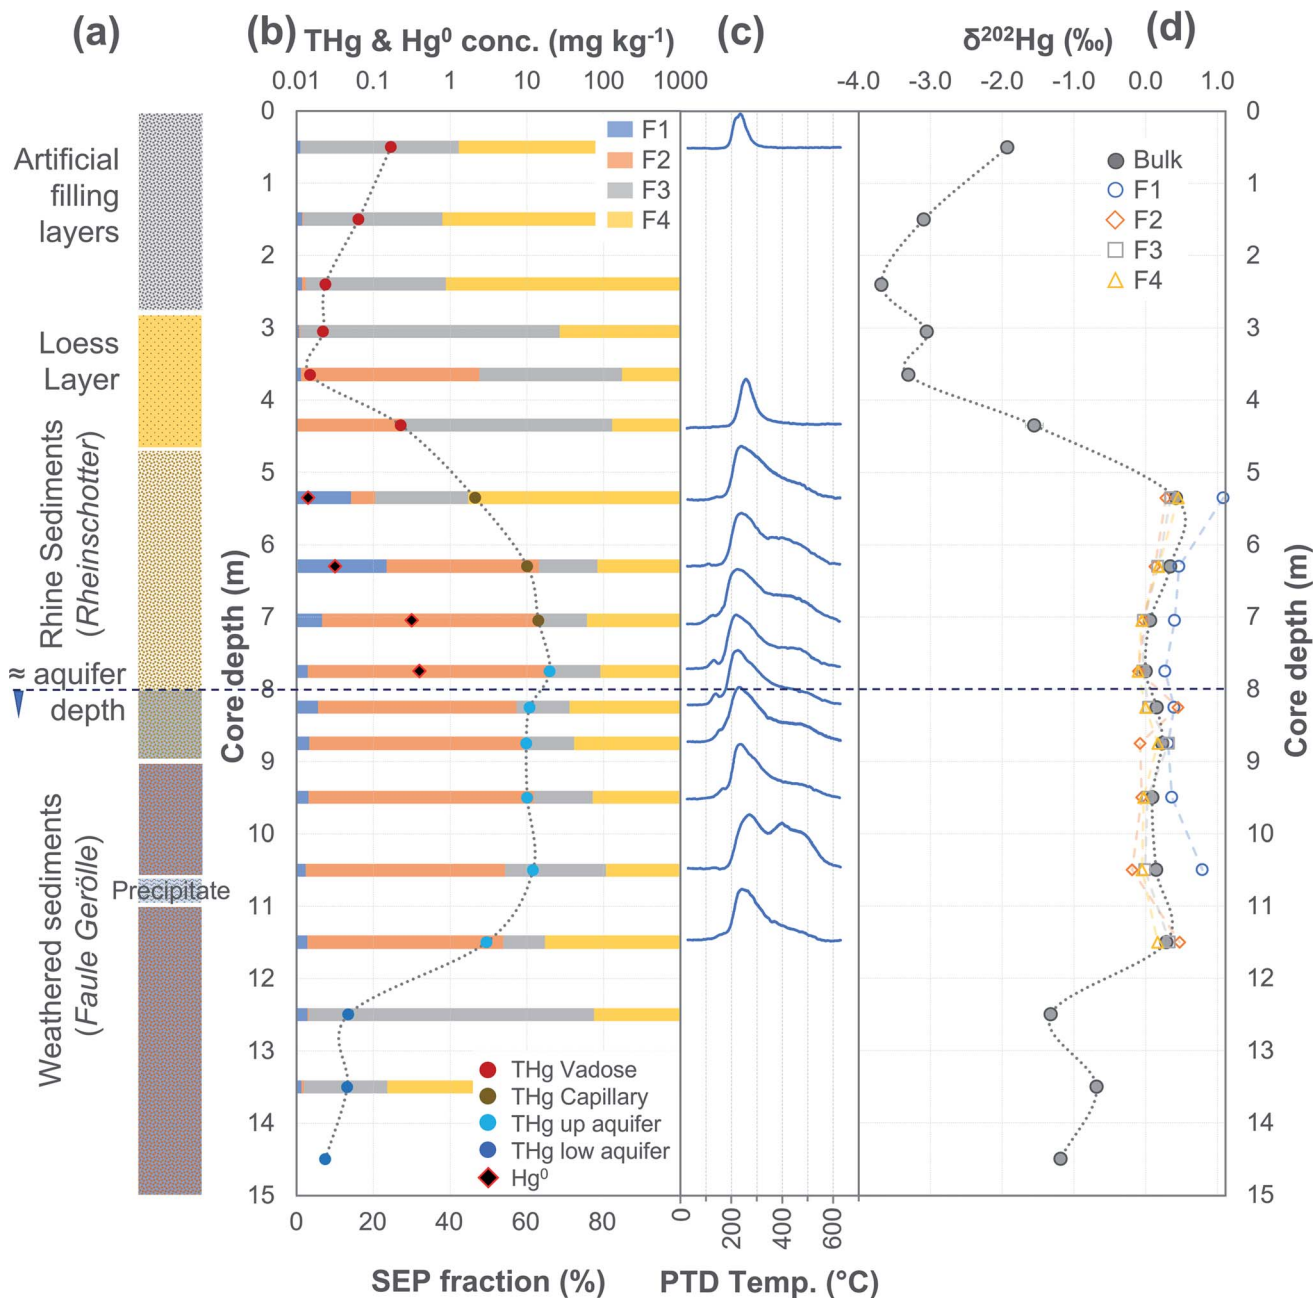 (a)
(b) THg & Hg⁰ conc. (mg kg⁻¹)
(c)
δ²⁰²Hg (‰) (d)
0.01 0.1 1 10 100 1000
-4.0 -3.0 -2.0 -1.0 0.0 1.0
Artificial
filling
layers
Loess
Layer
Rhine Sediments
(Rheinschotter)
≈ aquifer
depth
Weathered sediments
(Faule Gerölle)
Precipitate
Core depth (m)
0
1
2
3
4
5
6
7
8
9
10
11
12
13
14
15
F1
F2
F3
F4
THg Vadose
THg Capillary
THg up aquifer
THg low aquifer
Hg⁰
0 20 40 60 80
SEP fraction (%)
0 200 400 600
PTD Temp. (°C)
Bulk
F1
F2
F3
F4
0
1
2
3
4
5
6
7
8
9
10
11
12
13
14
15
Core depth (m)